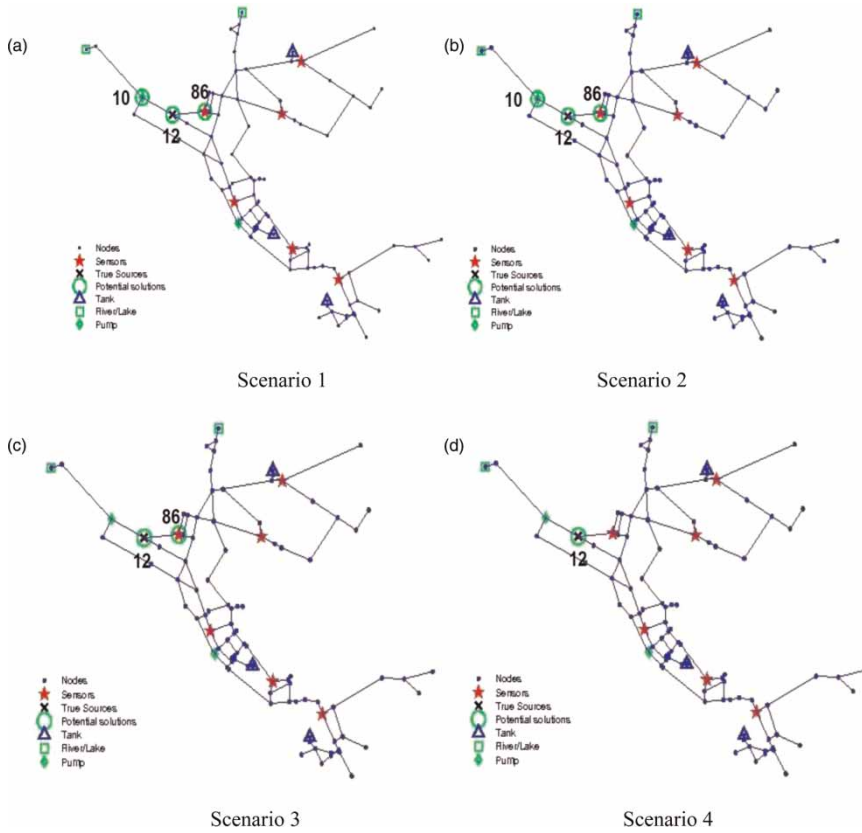 (a)
10
86
12
Nodes
Sensors
True Sources
Potential solutions
Tank
River/Lake
Pump
Scenario 1
(b)
10
86
12
Nodes
Sensors
True Sources
Potential solutions
Tank
River/Lake
Pump
Scenario 2
(c)
86
12
Nodes
Sensors
True Sources
Potential solutions
Tank
River/Lake
Pump
Scenario 3
(d)
12
Nodes
Sensors
True Sources
Potential solutions
Tank
River/Lake
Pump
Scenario 4